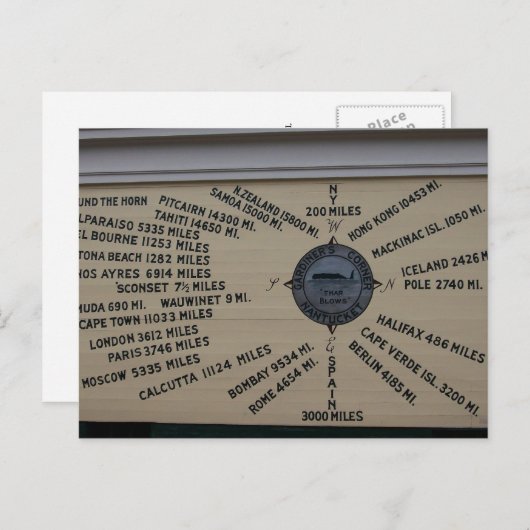 Place
N.ZEALAND 15800 MI.
SAMOA 15000 MI.
TAHITI 14650 MI.
PITCAIRN 14300 MI.
UND THE HORN
LPARAISO 5335 MILES
EL BOURNE 11253 MILES
TONA BEACH 1282 MILES
NOS AYRES 6914 MILES
'SCONSET 7½ MILES
MUDA 690 MI. WAUWINET 9 MI.
CAPE TOWN 11033 MILES
LONDON 3612 MILES
PARIS 3746 MILES
MOSCOW 5335 MILES
CALCUTTA 11124 MILES
BOMBAY 9534 MI.
ROME 4654 MI.
NY
200 MILES
W
S
N
E
GARDINER'S CORNER
"THAR
BLOWS"
NANTUCKET
SPAIN
3000 MILES
HONG KONG 10453 MI.
MACKINAC ISL. 1050 MI.
ICELAND 2426 M
POLE 2740 MI.
HALIFAX 486 MILES
CAPE VERDE ISL. 3200 MI.
BERLIN 4185 MI.